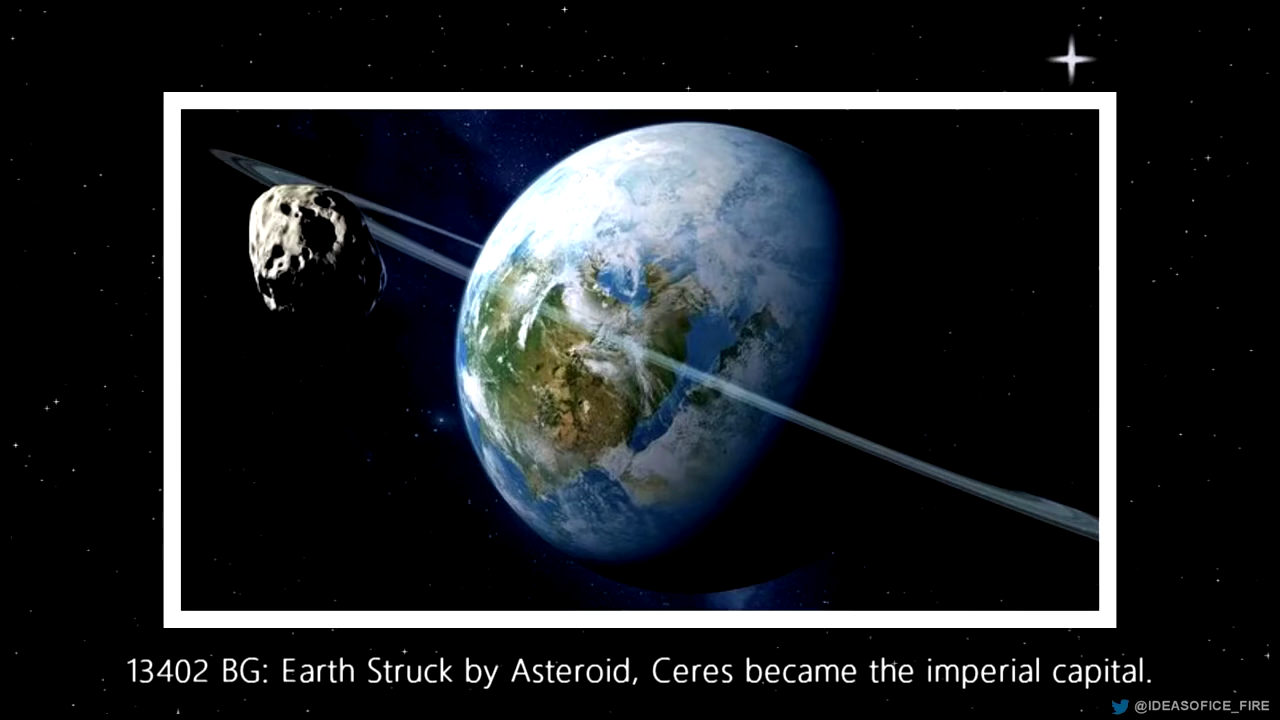 13402 BG: Earth Struck by Asteroid, Ceres became the imperial capital.
@IDEASOFICE_FIRE